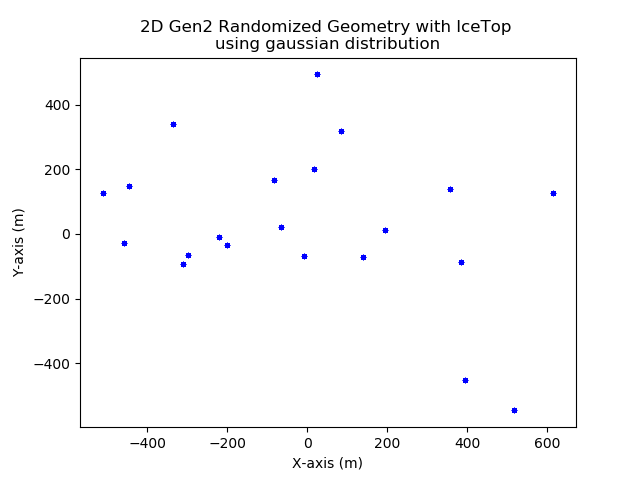 2D Gen2 Randomized Geometry with IceTop
using gaussian distribution
400
200
0
−200
−400
Y-axis (m)
−400
−200
0
200
400
600
X-axis (m)